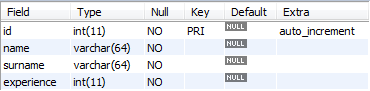 Field Type Null Key Default Extra
id int(11) NO PRI NULL auto_increment
name varchar(64) NO NULL
surname varchar(64) NO NULL
experience int(11) NO NULL